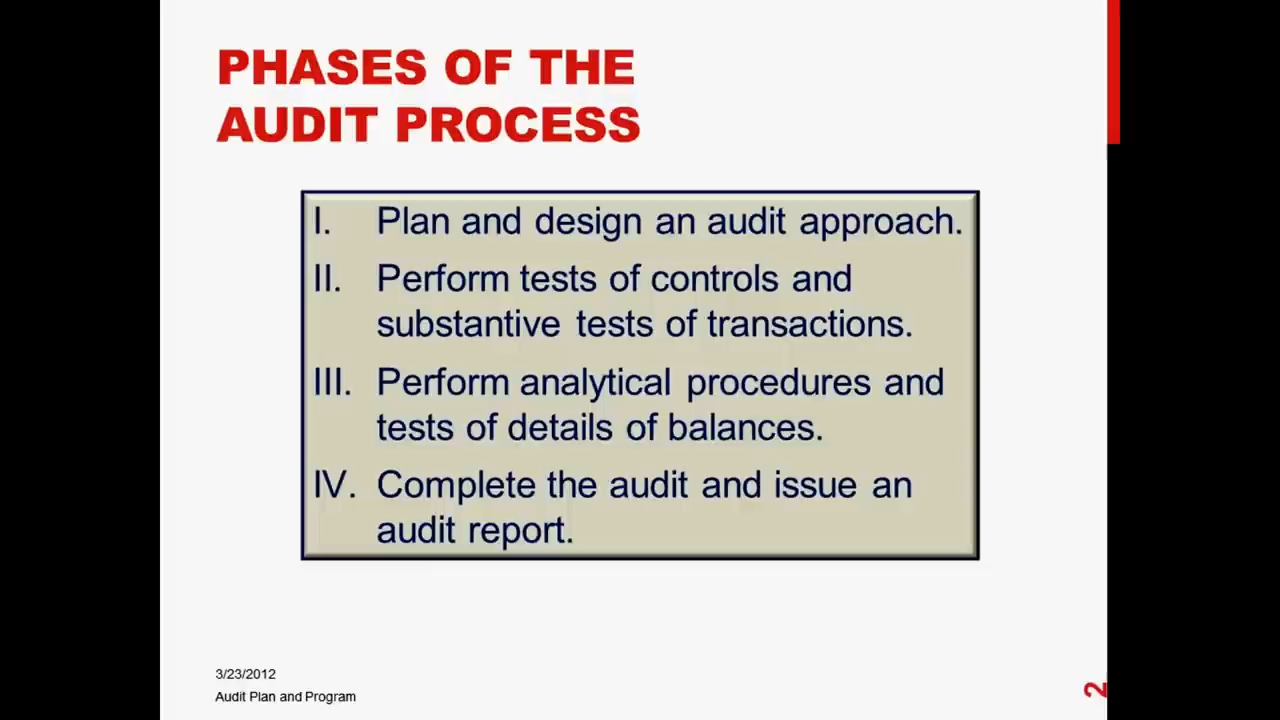 PHASES OF THE
AUDIT PROCESS
I. Plan and design an audit approach.
II. Perform tests of controls and
substantive tests of transactions.
III. Perform analytical procedures and
tests of details of balances.
IV. Complete the audit and issue an
audit report.
3/23/2012
Audit Plan and Program
2